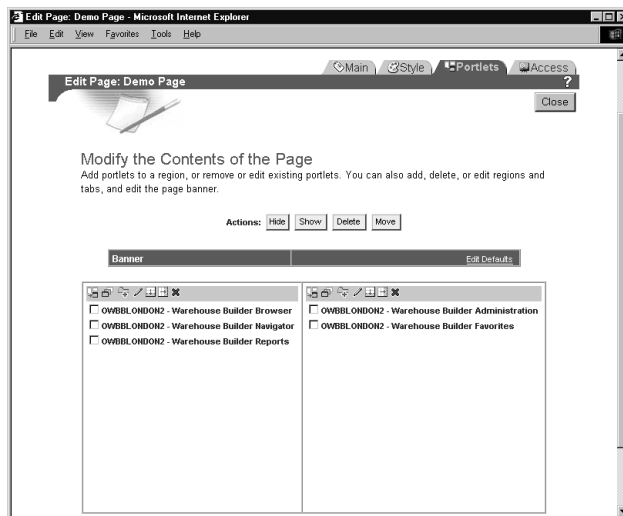 Edit Page: Demo Page - Microsoft Internet Explorer
File Edit View Favorites Tools Help
Main Style Portlets Access
Edit Page: Demo Page ?
Close
Modify the Contents of the Page
Add portlets to a region, or remove or edit existing portlets. You can also add, delete, or edit regions and
tabs, and edit the page banner.
Actions: Hide Show Delete Move
Banner Edit Defaults
OWBBLONDON2 - Warehouse Builder Browser
OWBBLONDON2 - Warehouse Builder Navigator
OWBBLONDON2 - Warehouse Builder Reports
OWBBLONDON2 - Warehouse Builder Administration
OWBBLONDON2 - Warehouse Builder Favorites